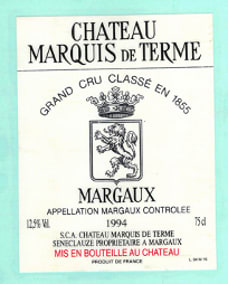 CHATEAU
MARQUIS DE TERME
GRAND CRU CLASSÉ EN 1855
MARGAUX
APPELLATION MARGAUX CONTROLEE
12,5% Vol. 1994 75 cl
S.C.A. CHATEAU MARQUIS DE TERME
SENECLAUZE PROPRIETAIRE A MARGAUX
MIS EN BOUTEILLE AU CHATEAU
PRODUIT DE FRANCE